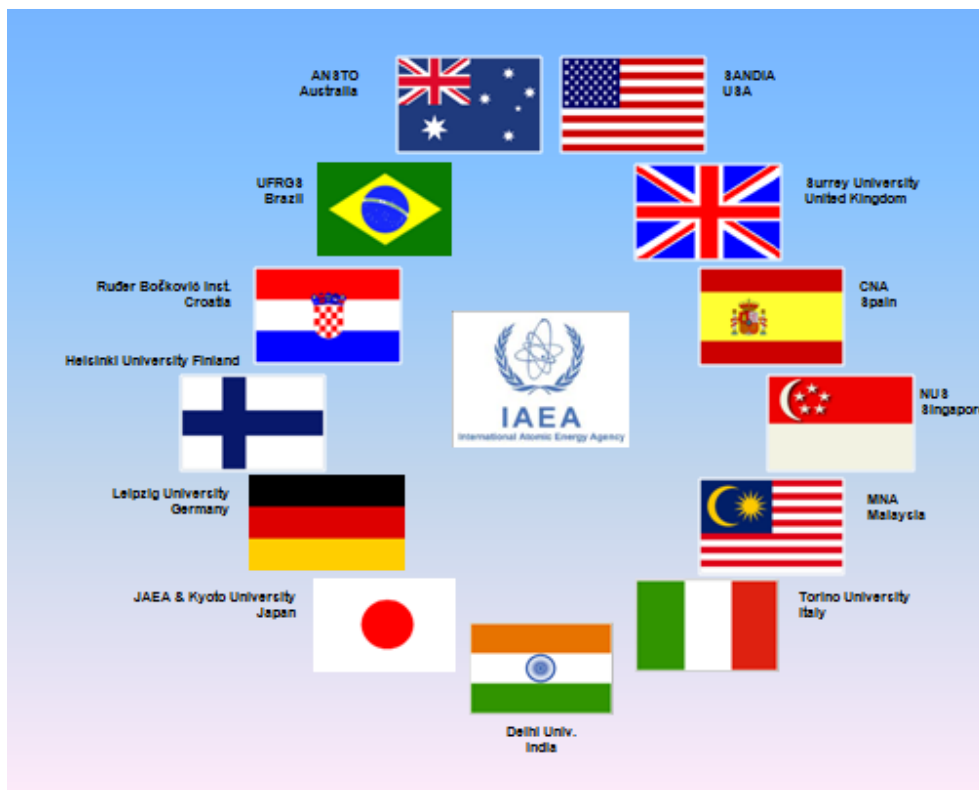 ANSTO
Australia
SANDIA
USA
UFRGS
Brazil
Surrey University
United Kingdom
Ruđer Bošković Inst.
Croatia
CNA
Spain
Helsinki University Finland
IAEA
International Atomic Energy Agency
NUS
Singapore
Leipzig University
Germany
MNA
Malaysia
JAEA & Kyoto University
Japan
Torino University
Italy
Delhi Univ.
India